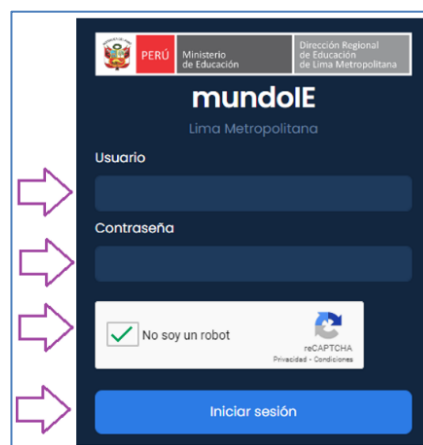 PERÚ
Ministerio
de Educación
Dirección Regional
de Educación
de Lima Metropolitana
mundoIE
Lima Metropolitana
Usuario
Contraseña
No soy un robot
reCAPTCHA
Privacidad - Condiciones
Iniciar sesión